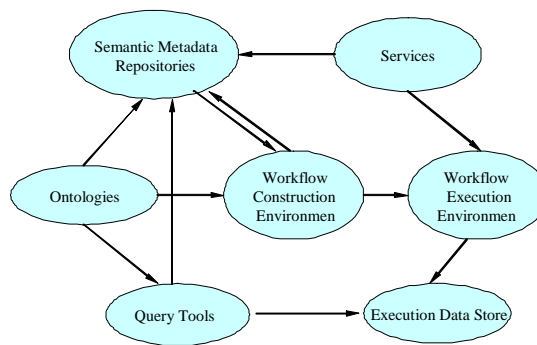 Semantic Metadata
Repositories
Services
Ontologies
Workflow
Construction
Environmen
Workflow
Execution
Environmen
Query Tools
Execution Data Store